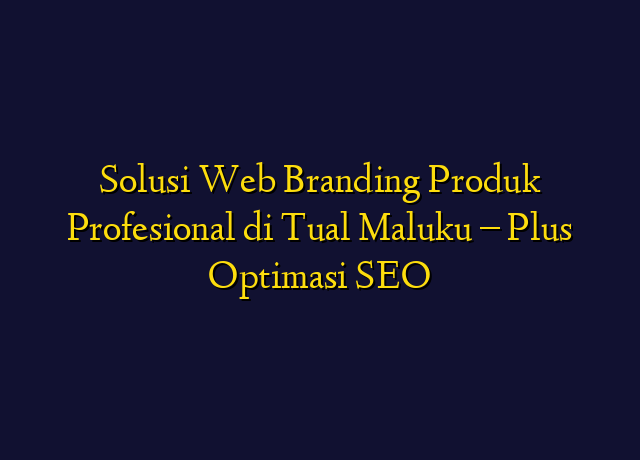 Solusi Web Branding Produk
Profesional di Tual Maluku – Plus
Optimasi SEO